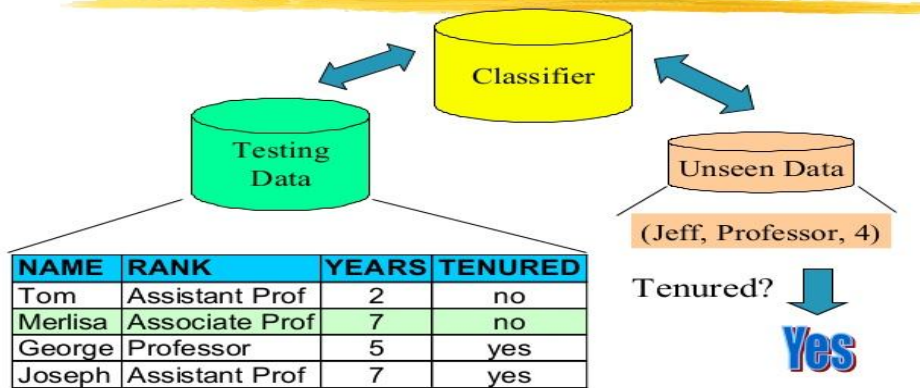 Classifier
Testing
Data
Unseen Data
(Jeff, Professor, 4)
NAME RANK YEARS TENURED
Tom Assistant Prof 2 no
Merlisa Associate Prof 7 no
George Professor 5 yes
Joseph Assistant Prof 7 yes
Tenured?
Yes